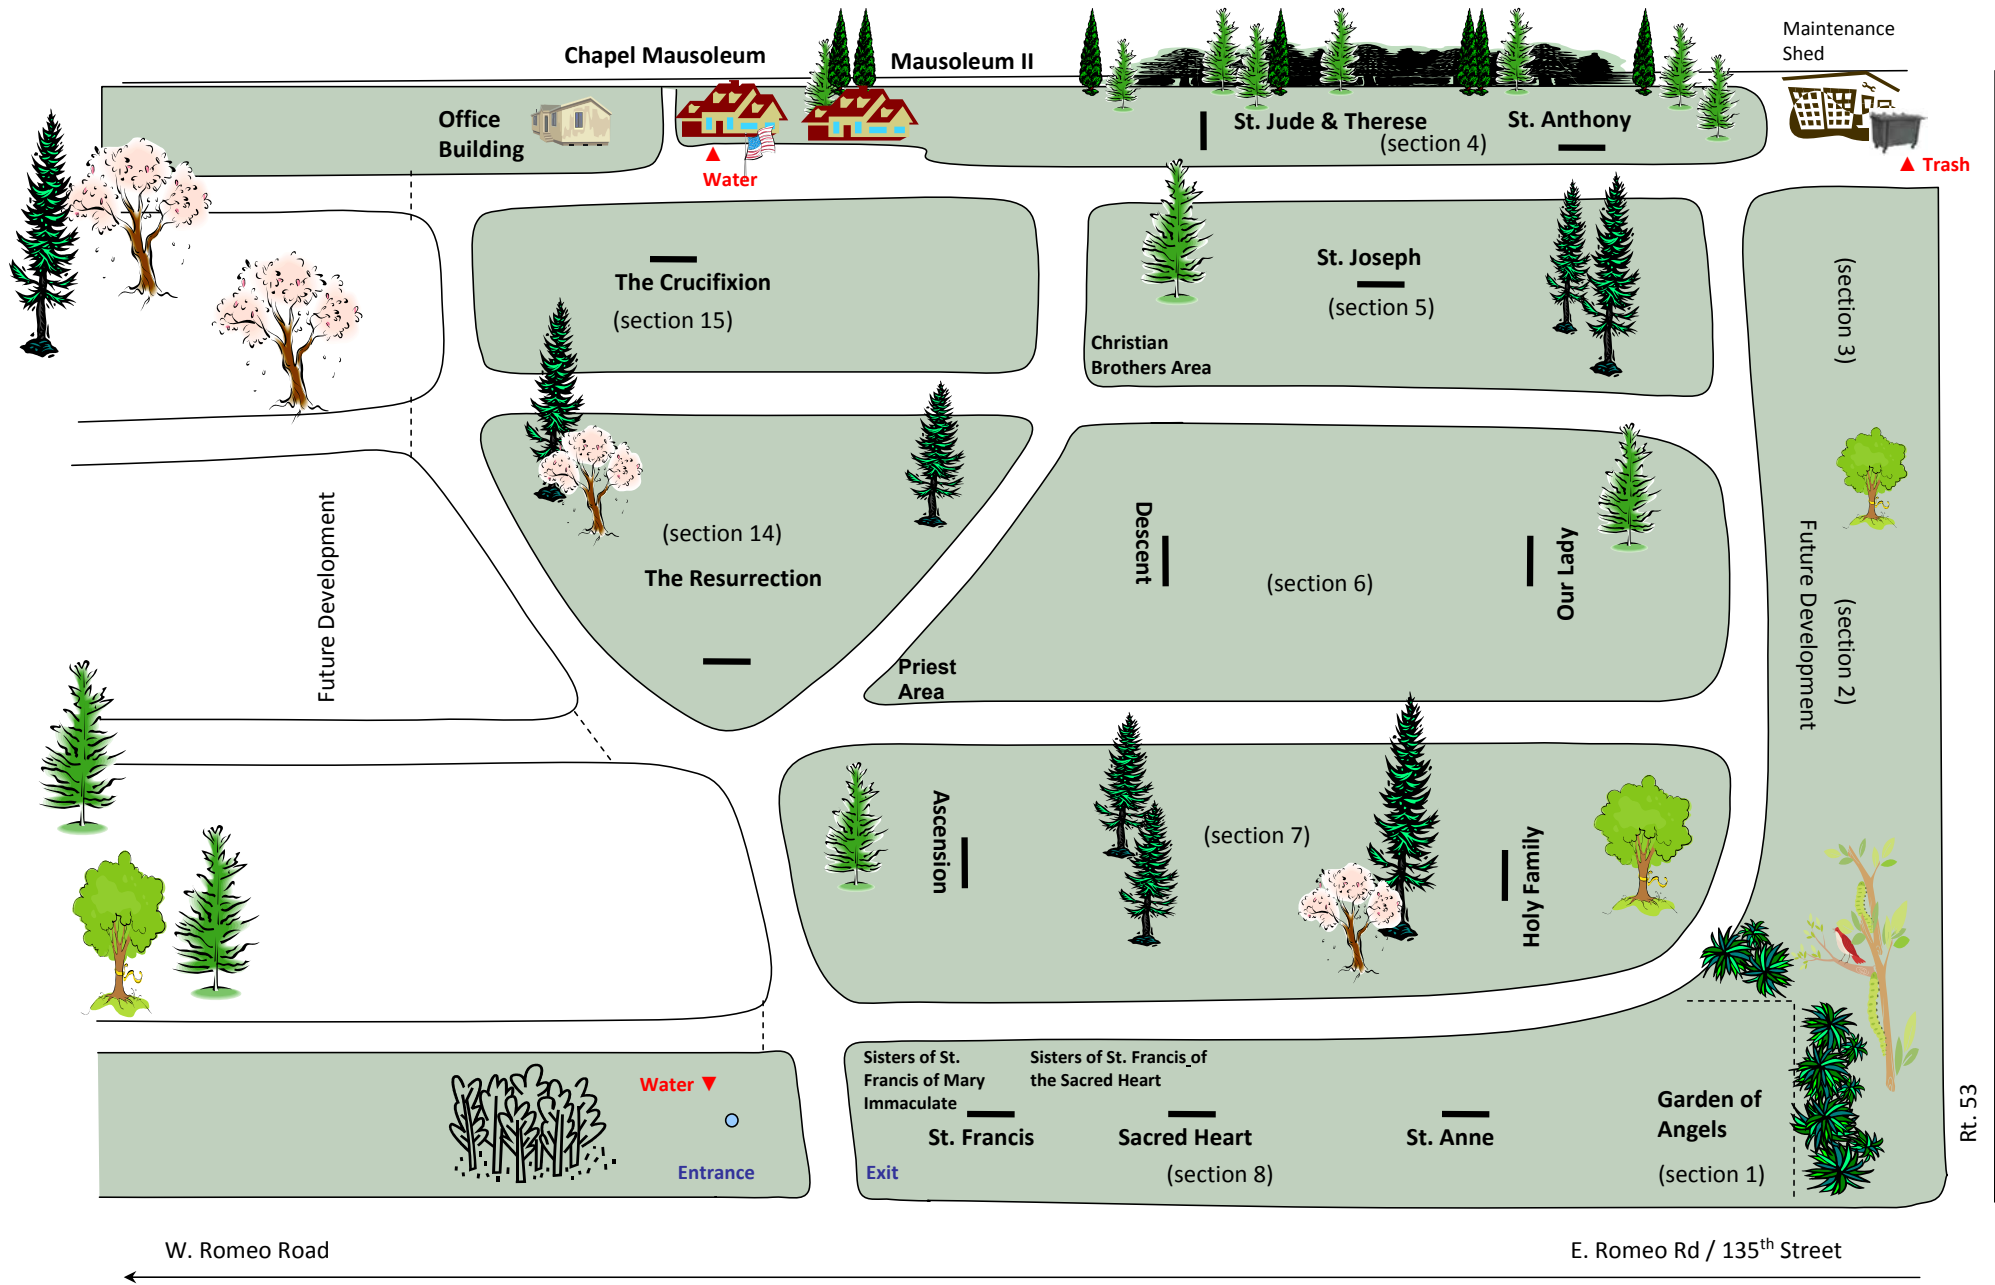 Chapel Mausoleum
Mausoleum II
Maintenance
Shed
Office
Building
Water
St. Jude & Therese
(section 4)
St. Anthony
Trash
The Crucifixion
(section 15)
St. Joseph
(section 5)
Christian
Brothers Area
(section 3)
Future Development
(section 14)
The Resurrection
Descent
(section 6)
Our Lady
Future Development
(section 2)
Priest
Area
Ascension
(section 7)
Holy Family
Water
Entrance
Sisters of St.
Francis of Mary
Immaculate
Sisters of St. Francis of
the Sacred Heart
St. Francis
Sacred Heart
St. Anne
Exit
(section 8)
Garden of
Angels
(section 1)
Rt. 53
W. Romeo Road
E. Romeo Rd / 135th Street